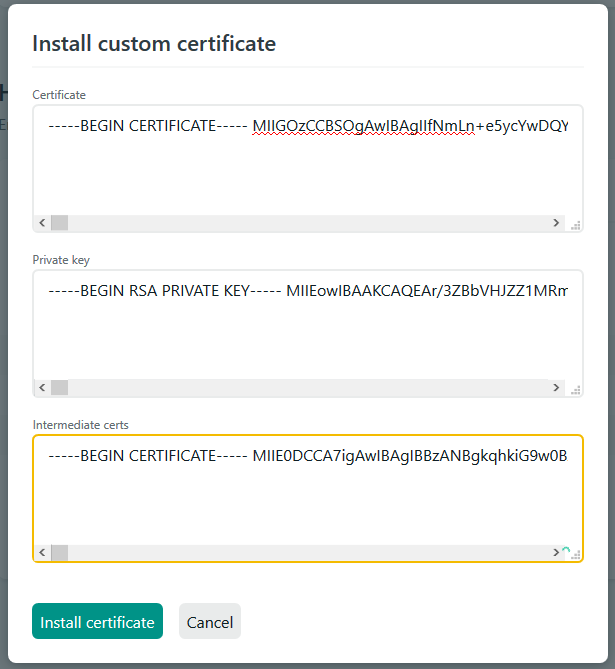 Install custom certificate
Certificate
-----BEGIN CERTIFICATE----- MIIGOzCCBSOgAwIBAgIIfNmLn+e5ycYwDQY
Private key
-----BEGIN RSA PRIVATE KEY----- MIIEowIBAAKCAQEAr/3ZBbVHJZZ1MRm
Intermediate certs
-----BEGIN CERTIFICATE----- MIIE0DCCA7igAwIBAgIBBzANBgkqhkiG9w0B
Install certificate
Cancel